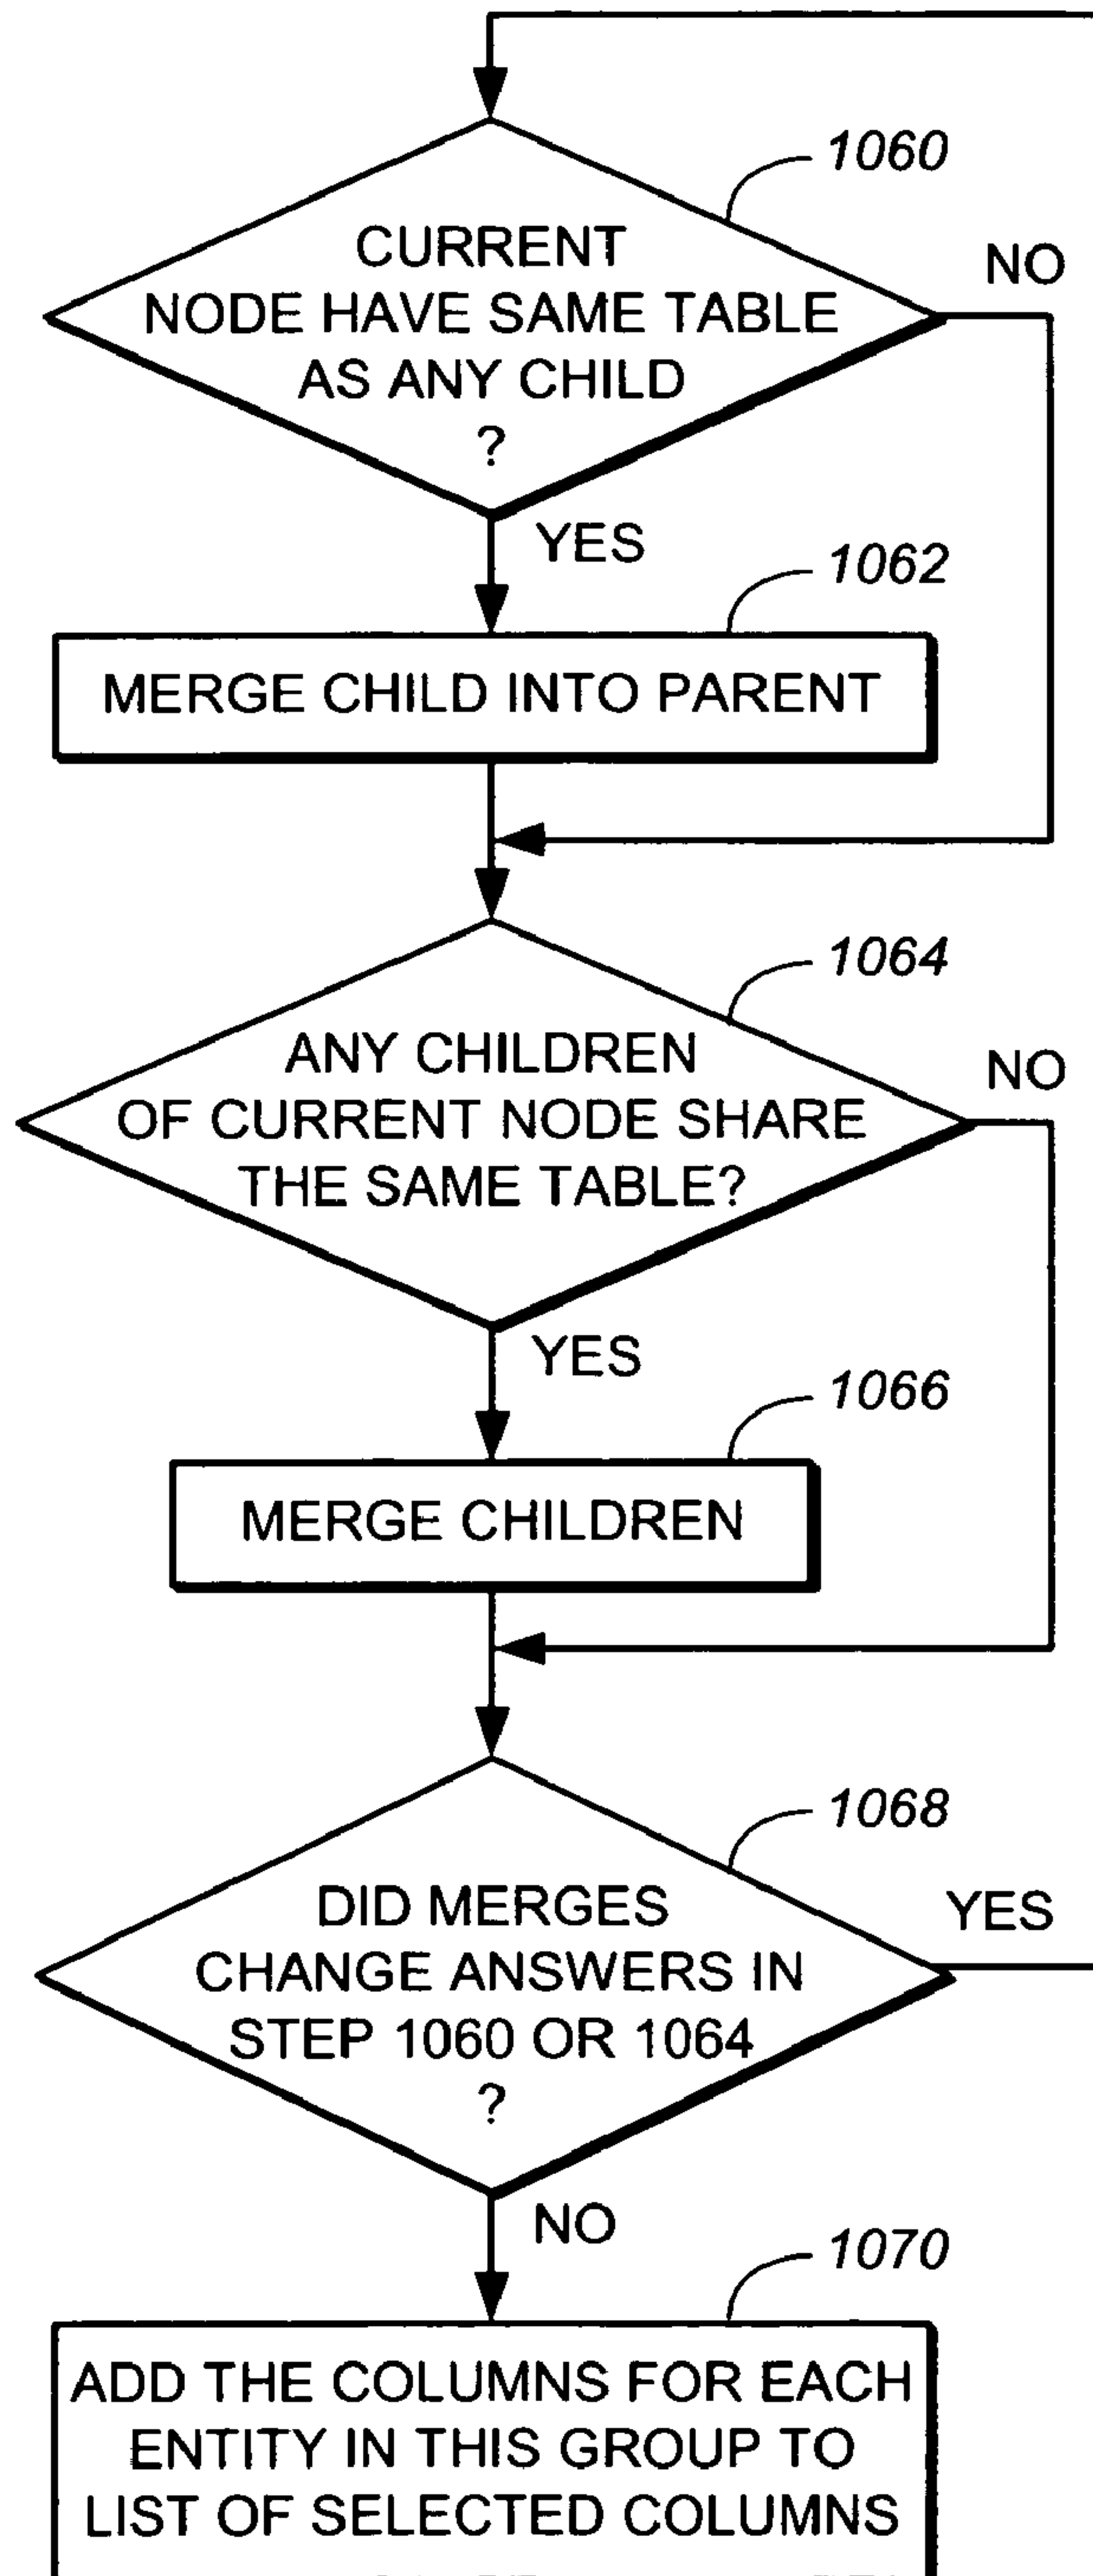 1060
CURRENT
NODE HAVE SAME TABLE
AS ANY CHILD
?
NO
YES
1062
MERGE CHILD INTO PARENT
1064
ANY CHILDREN
OF CURRENT NODE SHARE
THE SAME TABLE?
NO
YES
1066
MERGE CHILDREN
1068
DID MERGES
CHANGE ANSWERS IN
STEP 1060 OR 1064
?
YES
NO
1070
ADD THE COLUMNS FOR EACH
ENTITY IN THIS GROUP TO
LIST OF SELECTED COLUMNS